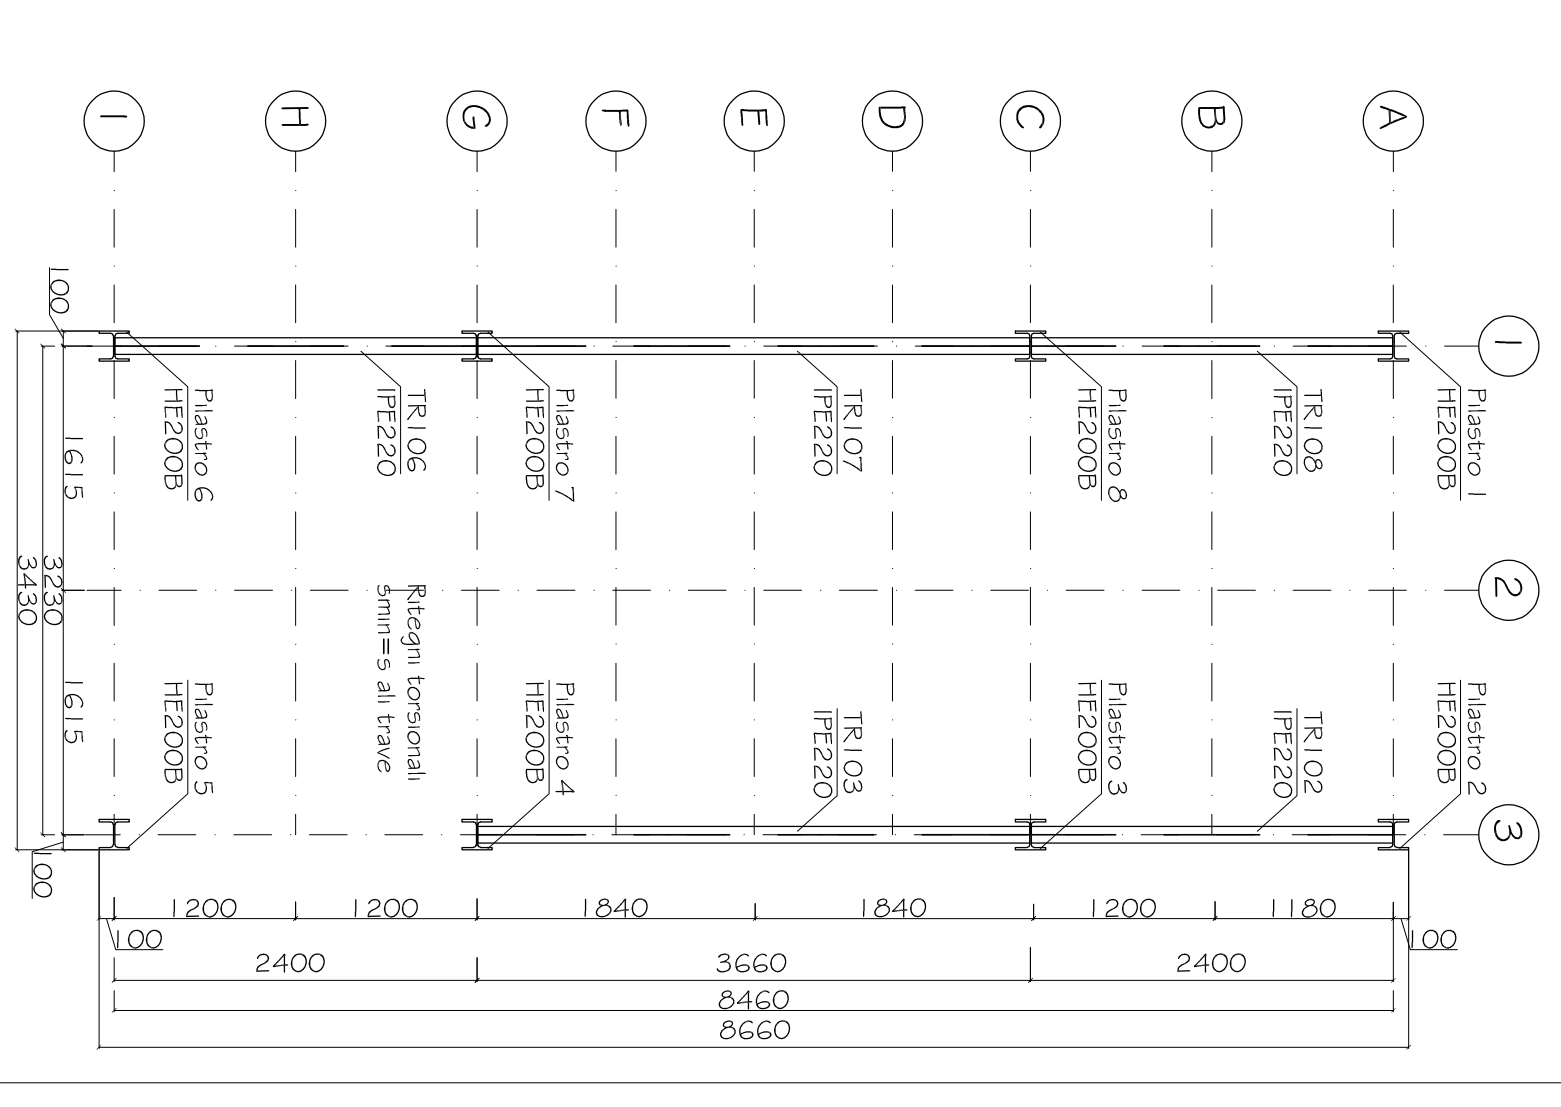 I
H
G
F
E
D
C
B
A
1
2
3
Pilastro 6
HE200B
TR106
IPE220
Pilastro 7
HE200B
TR107
IPE220
Pilastro 8
HE200B
TR108
IPE220
Pilastro 1
HE200B
Ritegni torsionali
smin=s ali trave
Pilastro 5
HE200B
Pilastro 4
HE200B
TR103
IPE220
Pilastro 3
HE200B
TR102
IPE220
Pilastro 2
HE200B
100
1615
1615
3230
3430
100
1200
1200
1840
1840
1200
1180
100
100
2400
3660
2400
8460
8660